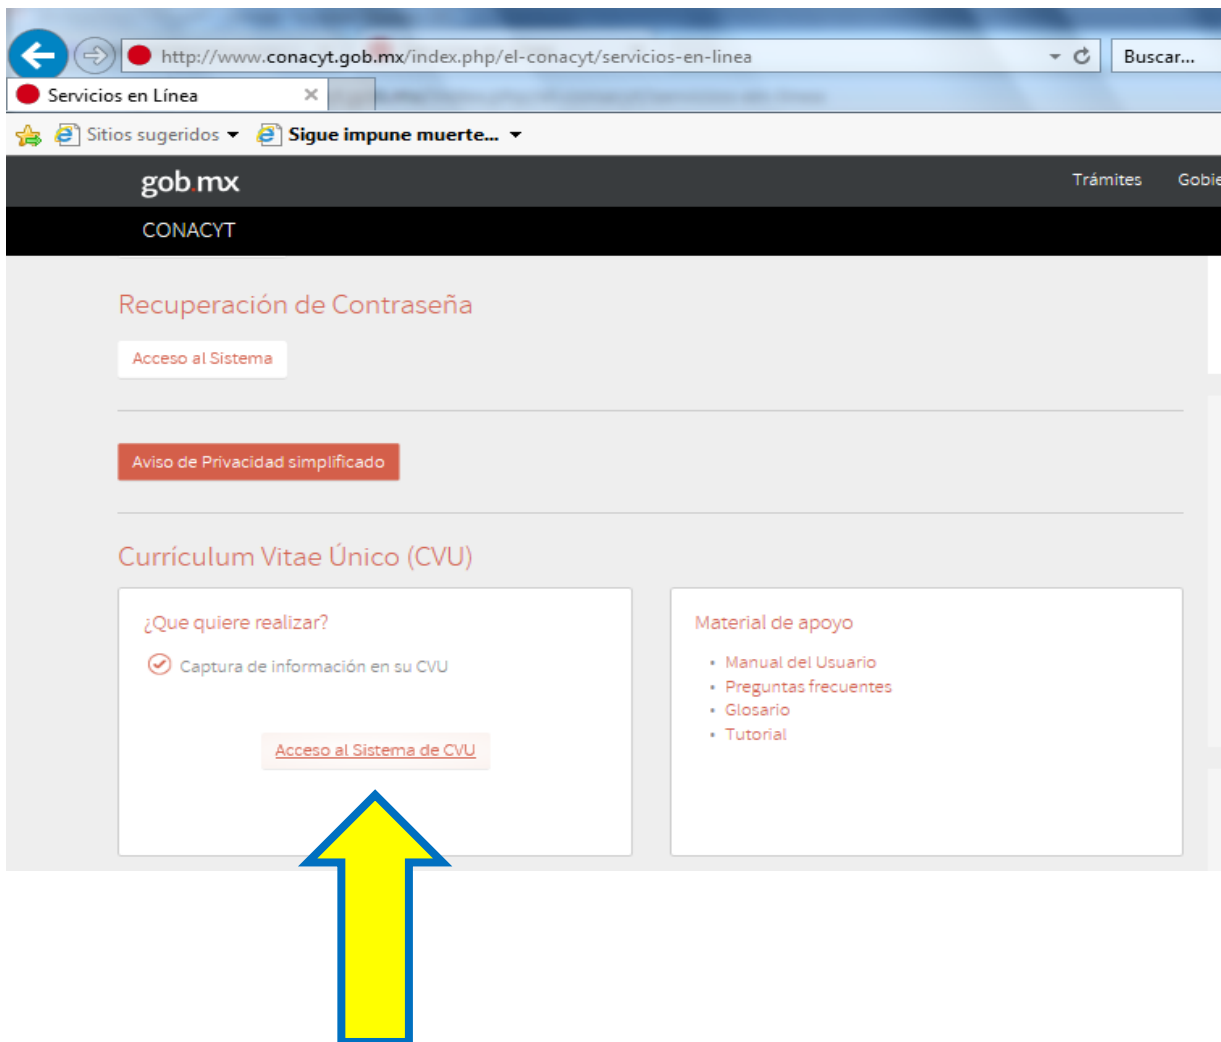 http://www.conacyt.gob.mx/index.php/el-conacyt/servicios-en-linea
Buscar...
Servicios en Línea
Sitios sugeridos
Sigue impune muerte...
gob.mx
Trámites
CONACYT
Recuperación de Contraseña
Acceso al Sistema
Aviso de Privacidad simplificado
Currículum Vitae Único (CVU)
¿Que quiere realizar?
Captura de información en su CVU
Acceso al Sistema de CVU
Material de apoyo
• Manual del Usuario
• Preguntas frecuentes
• Glosario
• Tutorial